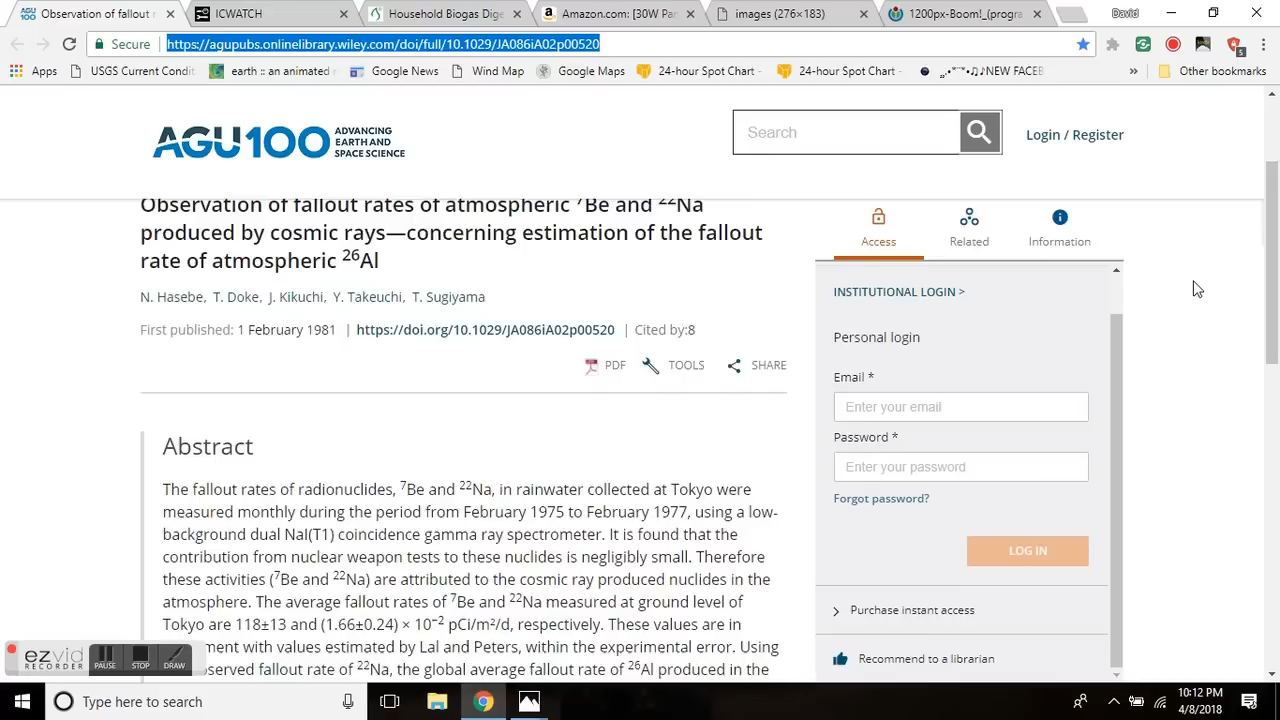 Observation of fallout r
ICWATCH
Household Biogas Dige
Amazon.com: [30W Par
images (276×183)
1200px-Boom!_(progra
David
Secure
https://agupubs.onlinelibrary.wiley.com/doi/full/10.1029/JA086iA02p00520
Apps
USGS Current Condit
earth :: an animated
Google News
Wind Map
Google Maps
24-hour Spot Chart -
24-hour Spot Chart -
NEW FACEB
»
Other bookmarks
AGU100 ADVANCING
EARTH AND
SPACE SCIENCE
Search
Login / Register
Observation of fallout rates of atmospheric ⁷Be and ²²Na
produced by cosmic rays—concerning estimation of the fallout
rate of atmospheric ²⁶Al
N. Hasebe, T. Doke, J. Kikuchi, Y. Takeuchi, T. Sugiyama
First published: 1 February 1981 | https://doi.org/10.1029/JA086iA02p00520 | Cited by:8
PDF TOOLS SHARE
Abstract
The fallout rates of radionuclides, ⁷Be and ²²Na, in rainwater collected at Tokyo were
measured monthly during the period from February 1975 to February 1977, using a low-
background dual NaI(T1) coincidence gamma ray spectrometer. It is found that the
contribution from nuclear weapon tests to these nuclides is negligibly small. Therefore
these activities (⁷Be and ²²Na) are attributed to the cosmic ray produced nuclides in the
atmosphere. The average fallout rates of ⁷Be and ²²Na measured at ground level of
Tokyo are 118±13 and (1.66±0.24) × 10⁻² pCi/m²/d, respectively. These values are in
ment with values estimated by Lal and Peters, within the experimental error. Using
served fallout rate of ²²Na, the global average fallout rate of ²⁶Al produced in the
Access
Related
Information
INSTITUTIONAL LOGIN >
Personal login
Email *
Enter your email
Password *
Enter your password
Forgot password?
LOG IN
Purchase instant access
Recommend to a librarian
ezvid
RECORDER
PAUSE
STOP
DRAW
Type here to search
10:12 PM
4/8/2018